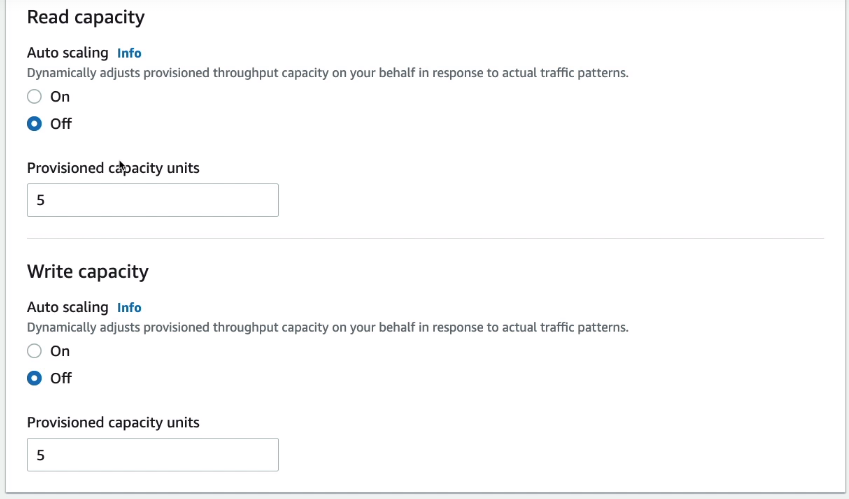 Read capacity
Auto scaling Info
Dynamically adjusts provisioned throughput capacity on your behalf in response to actual traffic patterns.
On
Off
Provisioned capacity units
5
Write capacity
Auto scaling Info
Dynamically adjusts provisioned throughput capacity on your behalf in response to actual traffic patterns.
On
Off
Provisioned capacity units
5